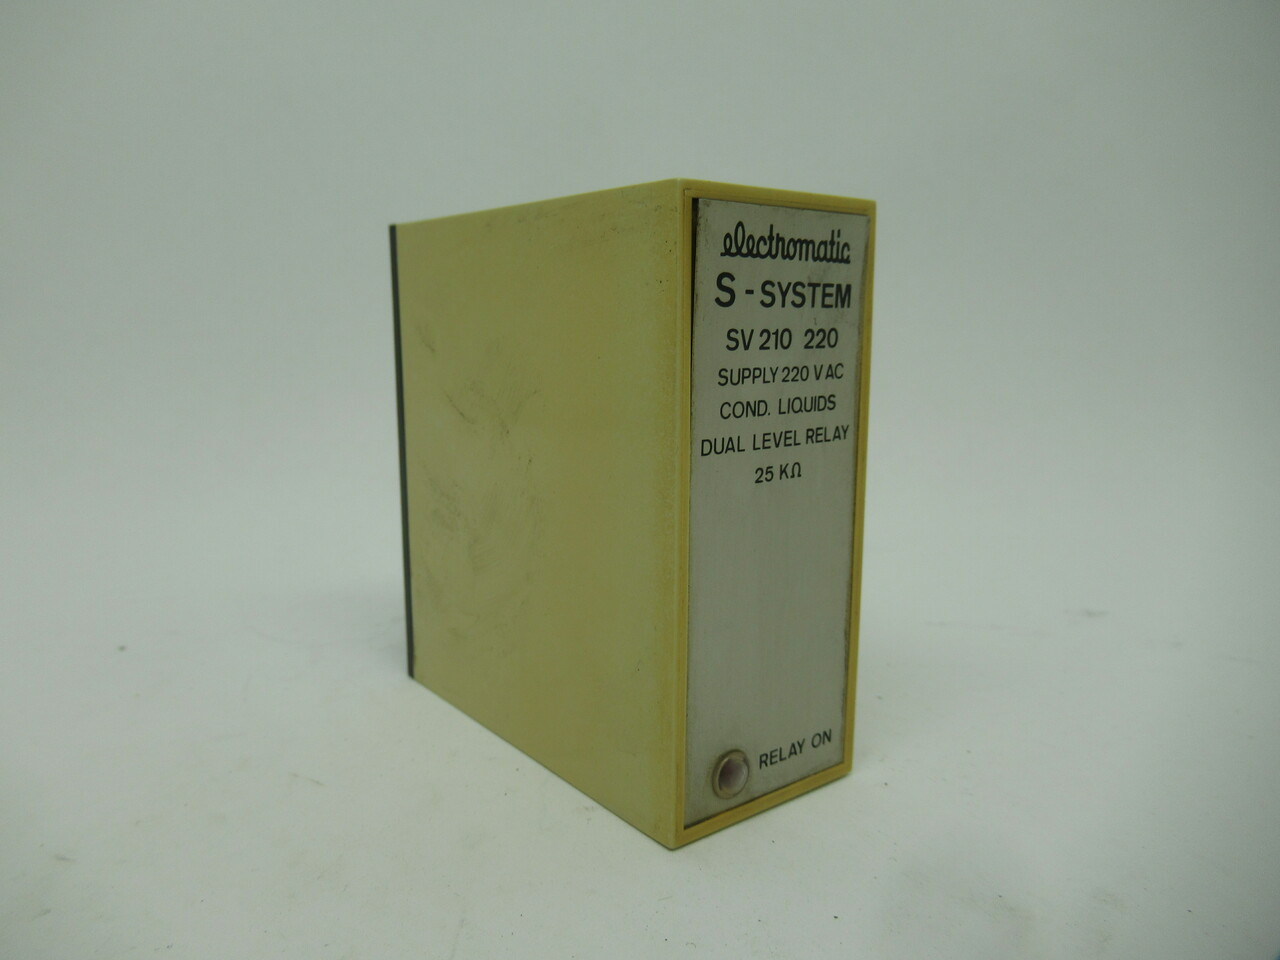 electromatic
S - SYSTEM
SV 210 220
SUPPLY 220 V AC
COND. LIQUIDS
DUAL LEVEL RELAY
25 KΩ
RELAY ON